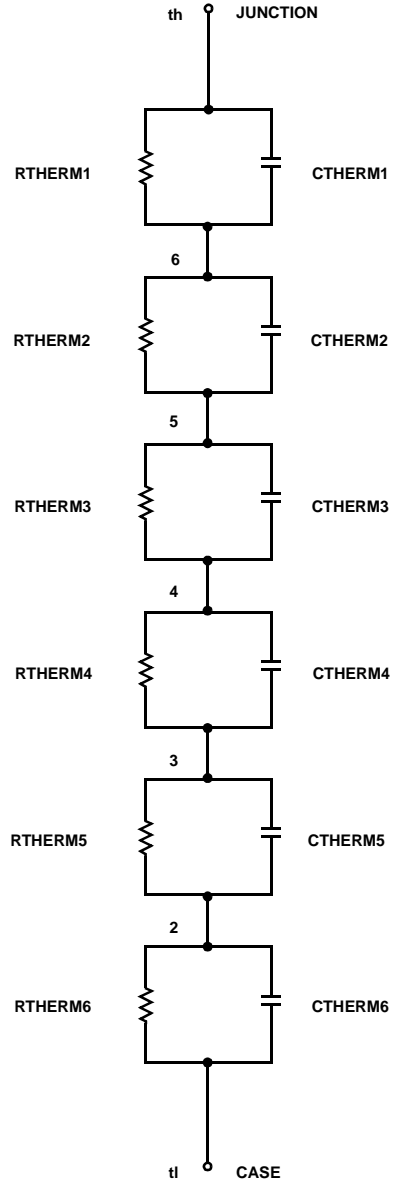 th JUNCTION
RTHERM1 CTHERM1
6
RTHERM2 CTHERM2
5
RTHERM3 CTHERM3
4
RTHERM4 CTHERM4
3
RTHERM5 CTHERM5
2
RTHERM6 CTHERM6
tl CASE